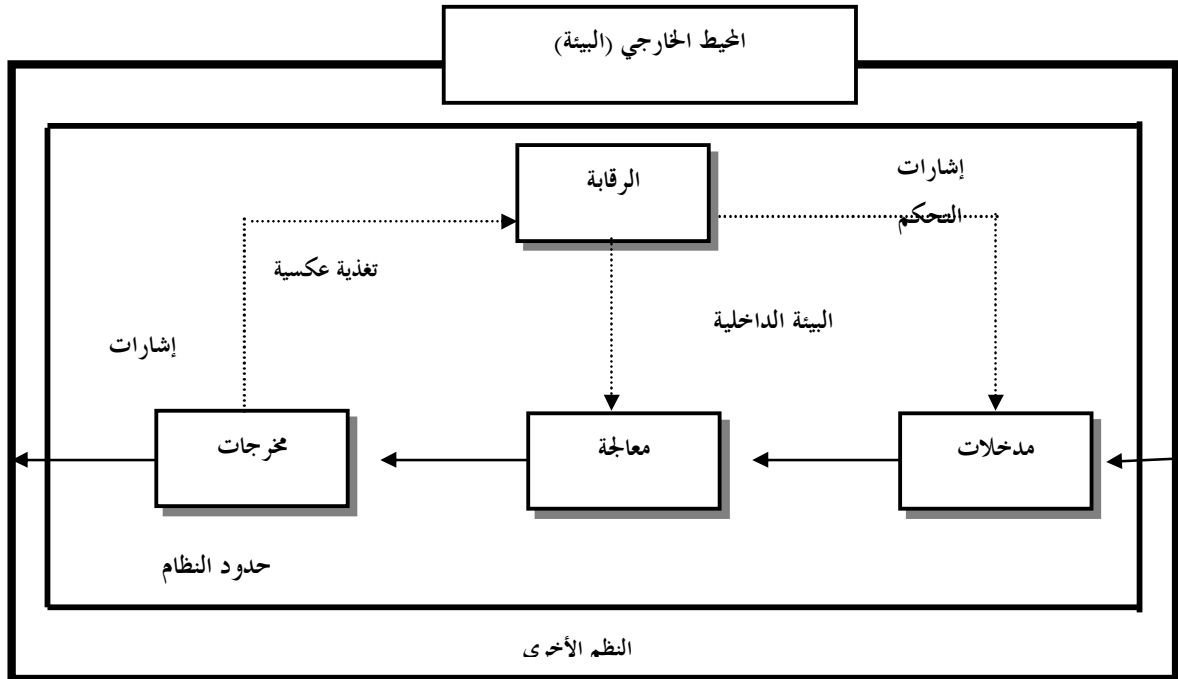 المحيط الخارجي (البيئة)
الرقابة
إشارات
التحكم
تغذية عكسية
البيئة الداخلية
إشارات
مدخلات
معالجة
مخرجات
حدود النظام
النظم الأخرى